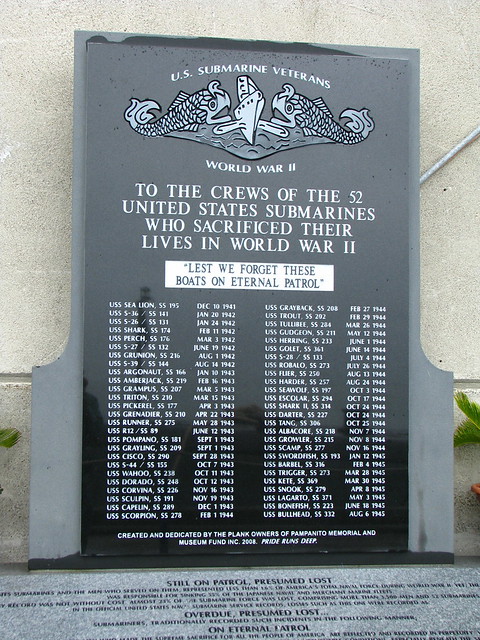 U.S. SUBMARINE VETERANS
WORLD WAR II
TO THE CREWS OF THE 52
UNITED STATES SUBMARINES
WHO SACRIFICED THEIR
LIVES IN WORLD WAR II
"LEST WE FORGET THESE
BOATS ON ETERNAL PATROL"
USS SEA LION, SS 195 DEC 10 1941
USS S-36 / SS 141 JAN 20 1942
USS S-26 / SS 131 JAN 24 1942
USS SHARK, SS 174 FEB 11 1942
USS PERCH, SS 176 MAR 3 1942
USS S-27 / SS 132 JUNE 19 1942
USS GRUNION, SS 216 AUG 1 1942
USS S-39 / SS 144 AUG 14 1942
USS ARGONAUT, SS 166 JAN 10 1943
USS AMBERJACK, SS 219 FEB 16 1943
USS GRAMPUS, SS 207 MAR 5 1943
USS TRITON, SS 210 MAR 15 1943
USS PICKEREL, SS 177 APR 3 1943
USS GRENADIER, SS 210 APR 22 1943
USS RUNNER, SS 275 MAY 28 1943
USS R12 / SS 89 JUNE 12 1943
USS POMPANO, SS 181 SEPT 1 1943
USS GRAYLING, SS 209 SEPT 1 1943
USS CISCO, SS 290 SEPT 28 1943
USS S-44 / SS 155 OCT 7 1943
USS WAHOO, SS 238 OCT 11 1943
USS DORADO, SS 248 OCT 12 1943
USS CORVINA, SS 226 NOV 16 1943
USS SCULPIN, SS 191 NOV 19 1943
USS CAPELIN, SS 289 DEC 1 1943
USS SCORPION, SS 278 FEB 1 1944
USS GRAYBACK, SS 208 FEB 27 1944
USS TROUT, SS 202 FEB 29 1944
USS TULLIBEE, SS 284 MAR 26 1944
USS GUDGEON, SS 211 MAY 12 1944
USS HERRING, SS 233 JUNE 1 1944
USS GOLET, SS 361 JUNE 14 1944
USS S-28 / SS 133 JULY 4 1944
USS ROBALO, SS 273 JULY 26 1944
USS FLIER, SS 250 AUG 13 1944
USS HARDER, SS 257 AUG 24 1944
USS SEAWOLF, SS 197 OCT 3 1944
USS ESCOLAR, SS 294 OCT 17 1944
USS SHARK II, SS 314 OCT 24 1944
USS DARTER, SS 227 OCT 24 1944
USS TANG, SS 306 OCT 25 1944
USS ALBACORE, SS 218 NOV 7 1944
USS GROWLER, SS 215 NOV 8 1944
USS SCAMP, SS 277 NOV 16 1944
USS SWORDFISH, SS 193 JAN 12 1945
USS BARBEL, SS 316 FEB 4 1945
USS TRIGGER, SS 273 MAR 28 1945
USS KETE, SS 369 MAR 30 1945
USS SNOOK, SS 279 APR 8 1945
USS LAGARTO, SS 371 MAY 3 1945
USS BONEFISH, SS 223 JUNE 18 1945
USS BULLHEAD, SS 332 AUG 6 1945
CREATED AND DEDICATED BY THE PLANK OWNERS OF PAMPANITO MEMORIAL AND
MUSEUM FUND INC. 2008. PRIDE RUNS DEEP.
STILL ON PATROL, PRESUMED LOST
OVERDUE, PRESUMED LOST
SUBMARINERS, TRADITIONALLY RECORDED SUCH INCIDENTS IN THE FOLLOWING MANNER,
ON ETERNAL PATROL